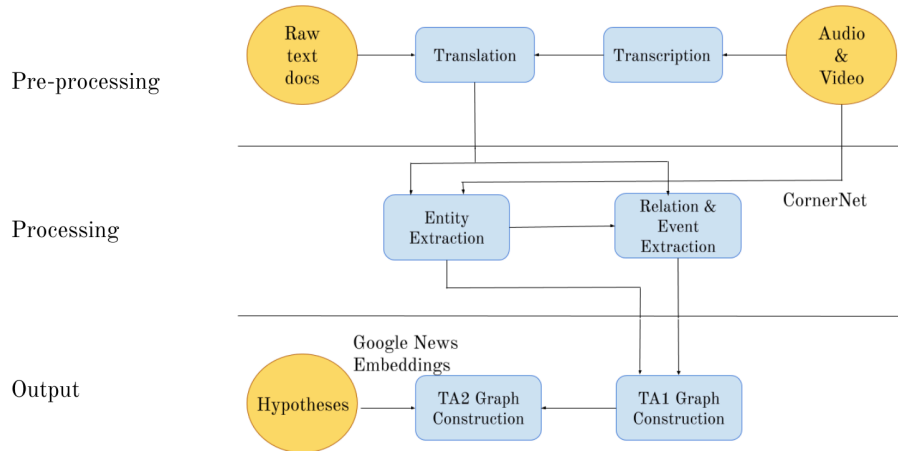 Raw
text
docs
Translation
Transcription
Audio
&
Video
Pre-processing
CornerNet
Entity
Extraction
Relation &
Event
Extraction
Processing
Google News
Embeddings
Output
Hypotheses
TA2 Graph
Construction
TA1 Graph
Construction